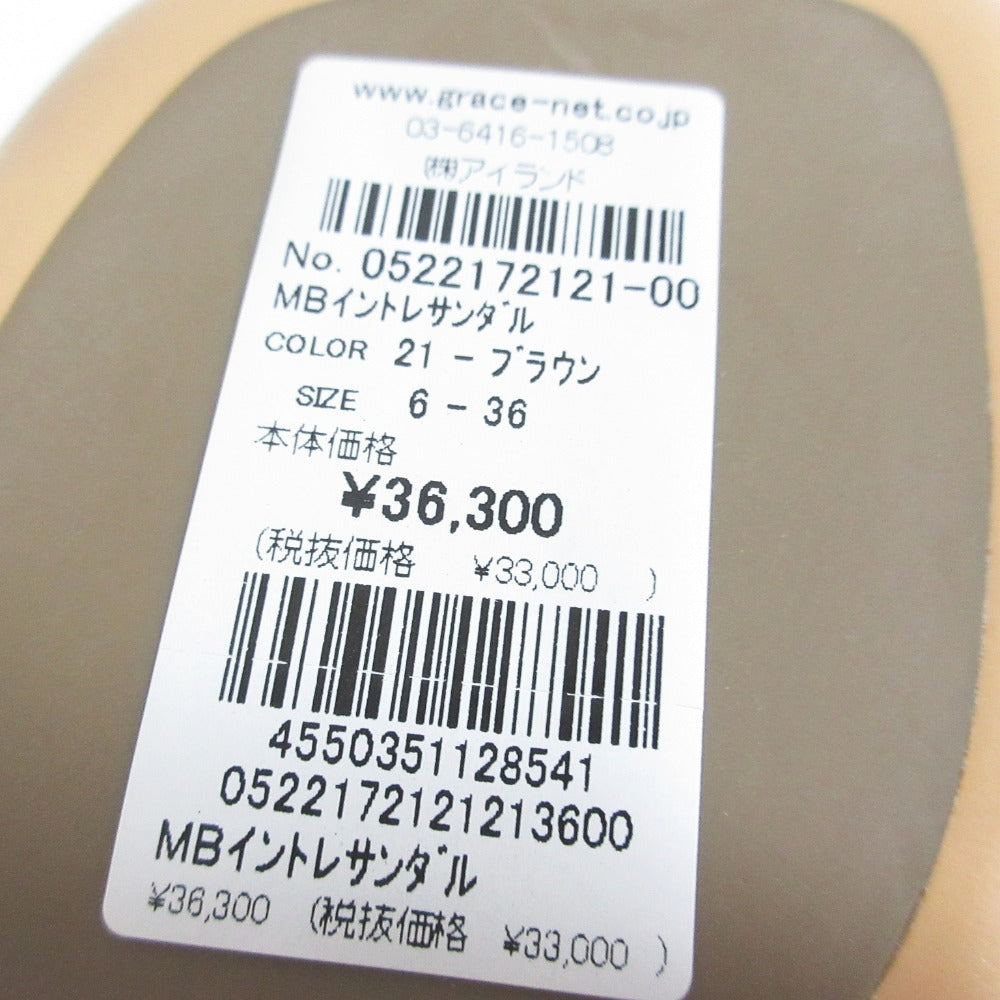 www.grace-net.co.jp
03-6416-1508
㈱アイランド
No. 0522172121-00
MBイントレサンダル
COLOR 21 - ブラウン
SIZE 6 - 36
本体価格
¥36,300
(税抜価格 ¥33,000 )
4550351128541
0522172121213600
MBイントレサンダル
¥36,300 (税抜価格 ¥33,000 )